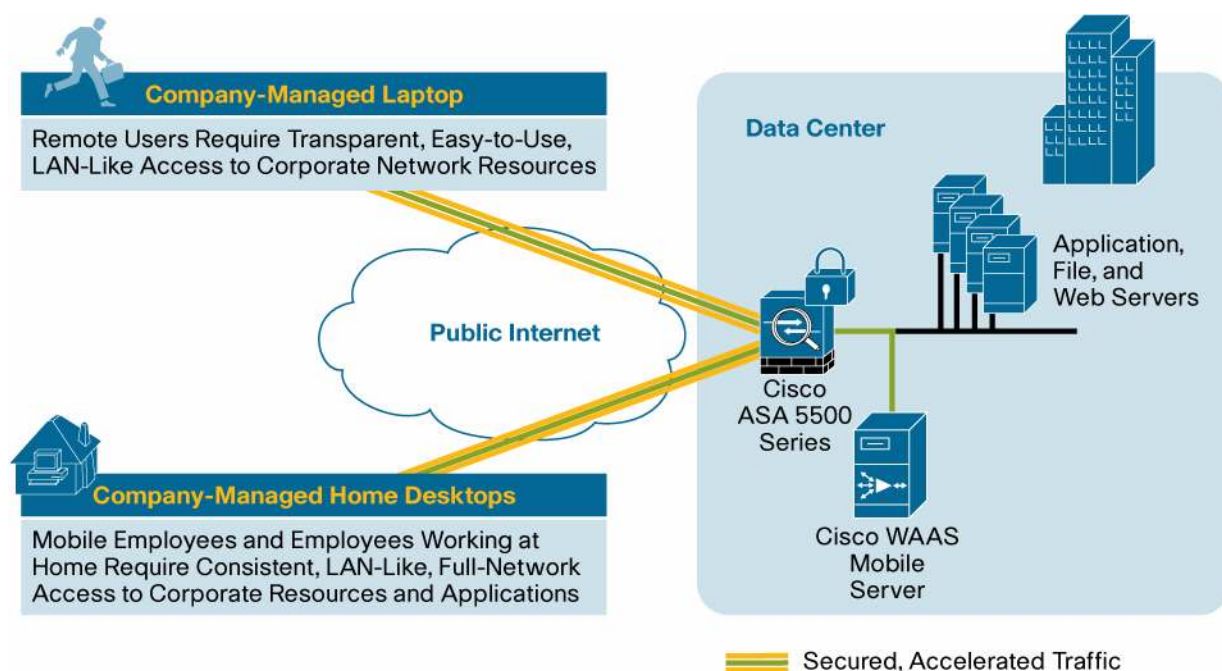 Company-Managed Laptop
Remote Users Require Transparent, Easy-to-Use,
LAN-Like Access to Corporate Network Resources
Public Internet
Company-Managed Home Desktops
Mobile Employees and Employees Working at
Home Require Consistent, LAN-Like, Full-Network
Access to Corporate Resources and Applications
Data Center
Application,
File, and
Web Servers
Cisco
ASA 5500
Series
Cisco WAAS
Mobile
Server
Secured, Accelerated Traffic